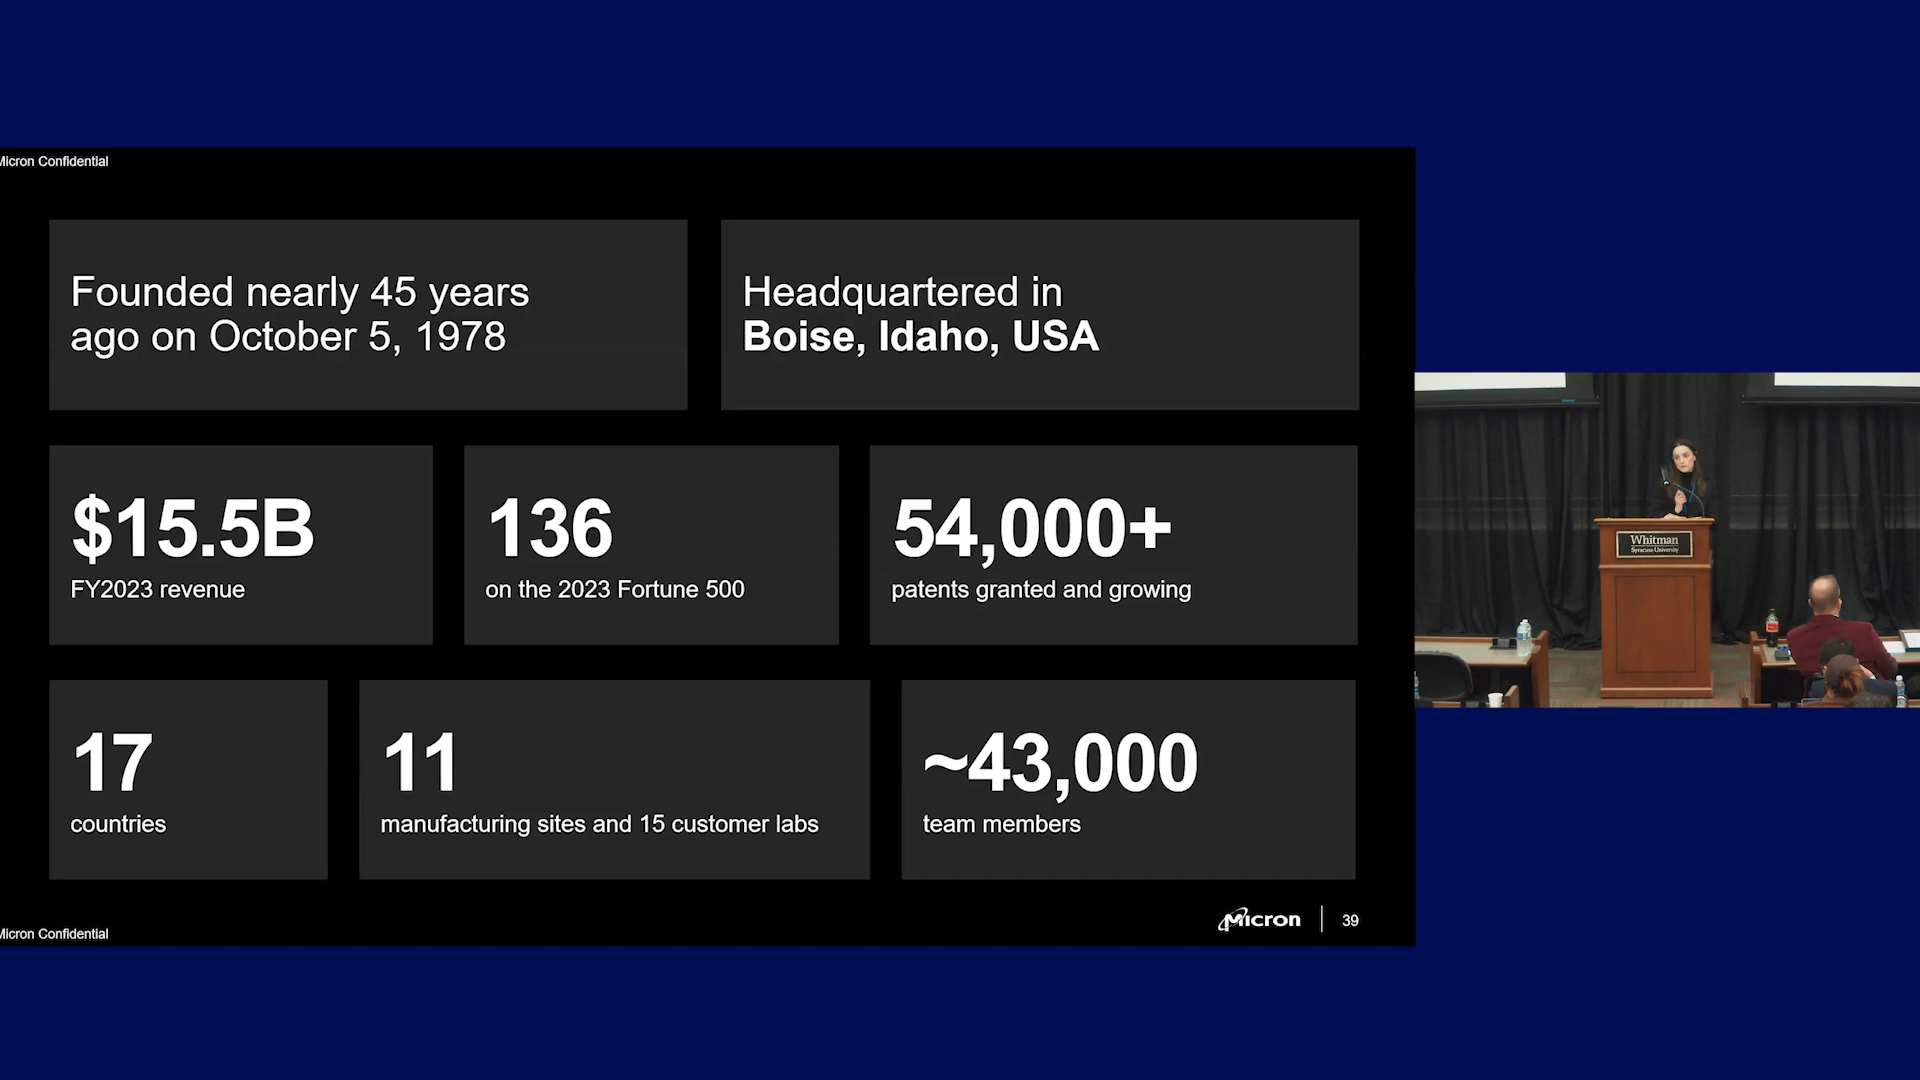 Micron Confidential
Founded nearly 45 years
ago on October 5, 1978
Headquartered in
Boise, Idaho, USA
$15.5B
FY2023 revenue
136
on the 2023 Fortune 500
54,000+
patents granted and growing
17
countries
11
manufacturing sites and 15 customer labs
~43,000
team members
Micron
39
Micron Confidential
Whitman
Syracuse University